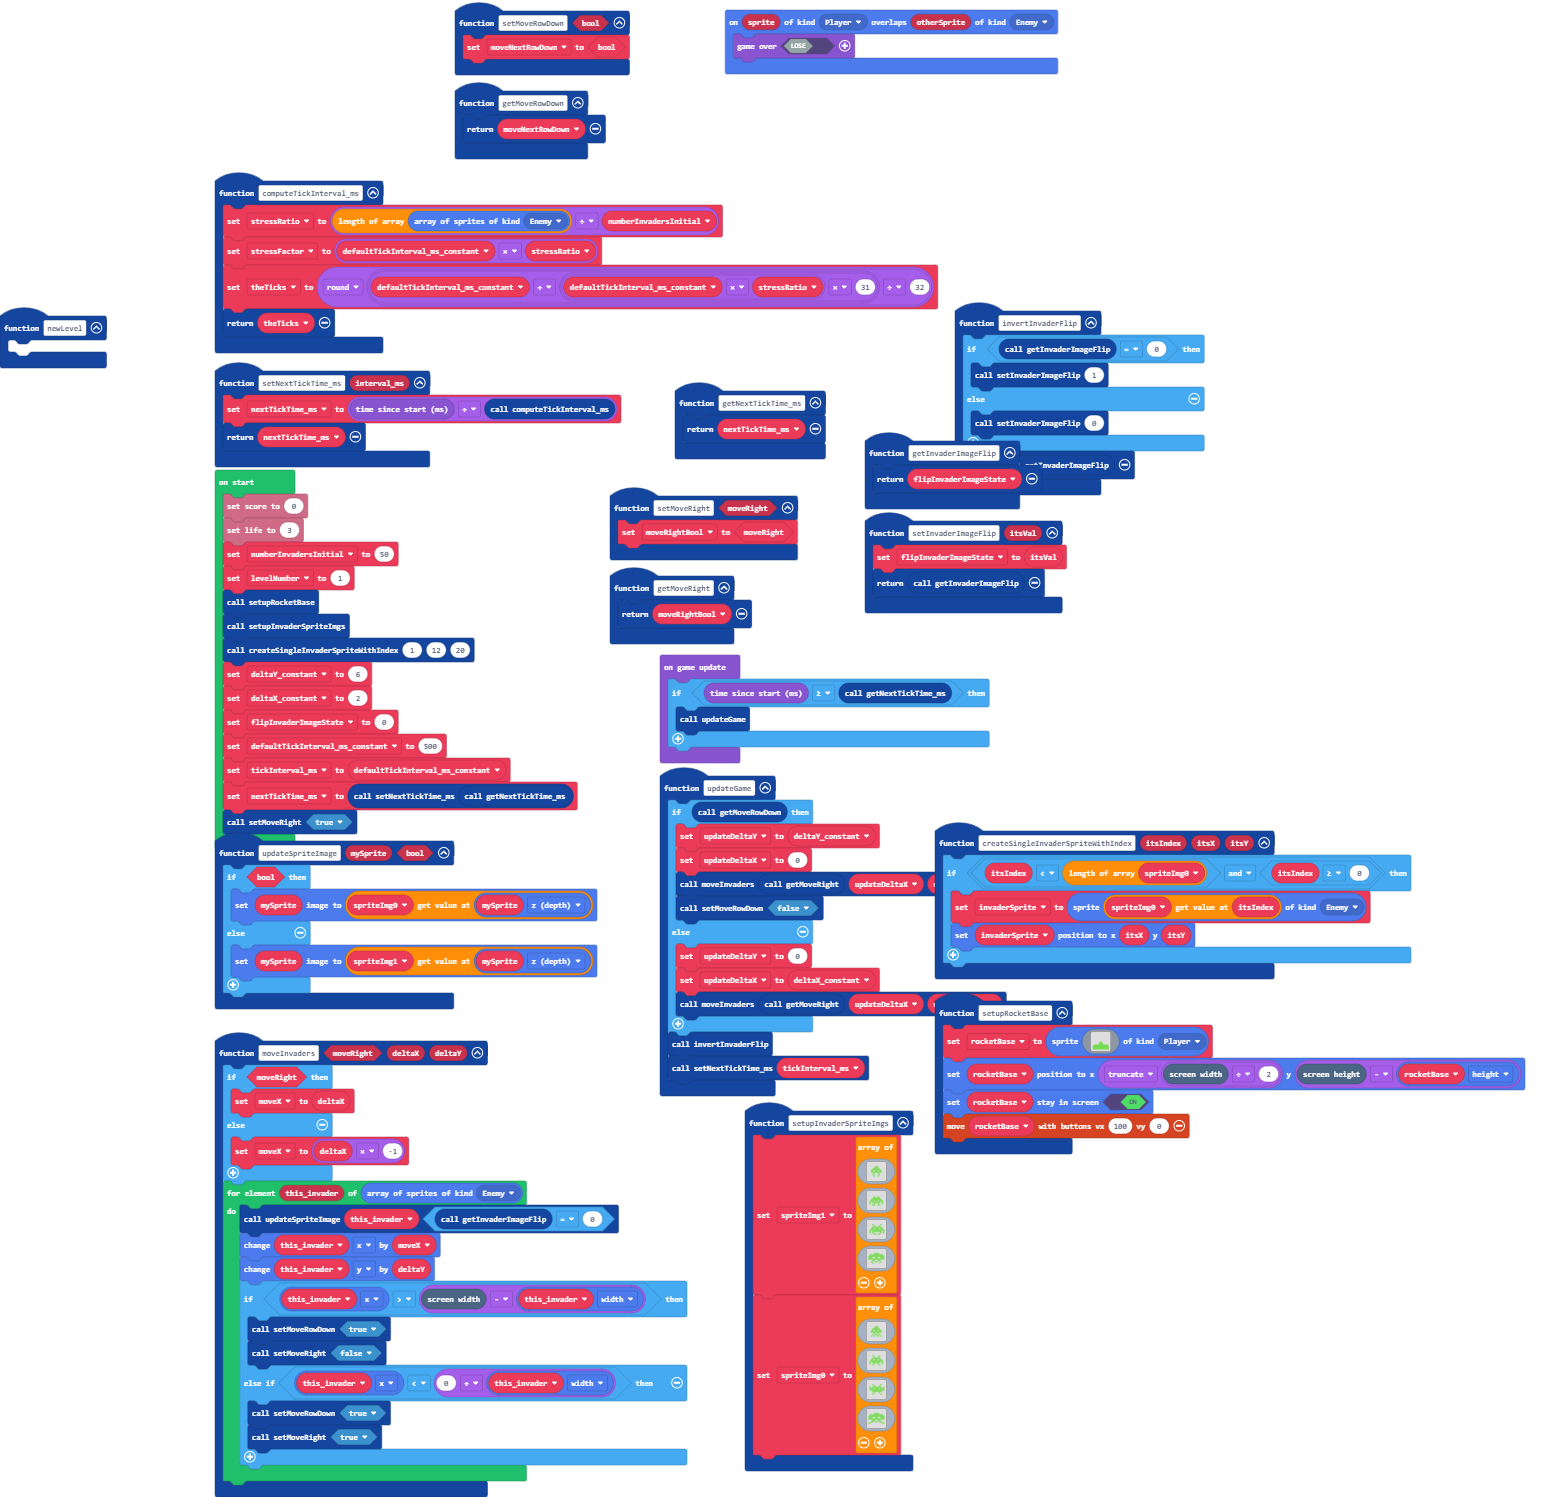 function setMoveRowDown bool
set moveNextRowDown to bool
on sprite of kind Player overlaps otherSprite of kind Enemy
game over LOSE
function getMoveRowDown
return moveNextRowDown
function computeTickInterval_ms
set stressRatio to length of array array of sprites of kind Enemy ÷ numberInvadersInitial
set stressFactor to defaultTickInterval_ms_constant × stressRatio
set theTicks to round defaultTickInterval_ms_constant ÷ defaultTickInterval_ms_constant × stressRatio × 31 ÷ 32
return theTicks
function newLevel
function setNextTickTime_ms interval_ms
set nextTickTime_ms to time since start (ms) + call computeTickInterval_ms
return nextTickTime_ms
function getNextTickTime_ms
return nextTickTime_ms
function invertInvaderFlip
if call getInvaderImageFlip = 0 then
call setInvaderImageFlip 1
else
call setInvaderImageFlip 0
function getInvaderImageFlip
return flipInvaderImageState
InvaderImageFlip
function setInvaderImageFlip itsVal
set flipInvaderImageState to itsVal
return call getInvaderImageFlip
function setMoveRight moveRight
set moveRightBool to moveRight
function getMoveRight
return moveRightBool
on start
set score to 0
set life to 3
set numberInvadersInitial to 50
set levelNumber to 1
call setupRocketBase
call setupInvaderSpriteImgs
call createSingleInvaderSpriteWithIndex 1 12 20
set deltaY_constant to 6
set deltaX_constant to 2
set flipInvaderImageState to 0
set defaultTickInterval_ms_constant to 500
set tickInterval_ms to defaultTickInterval_ms_constant
set nextTickTime_ms to call setNextTickTime_ms call getNextTickTime_ms
call setMoveRight true
on game update
if time since start (ms) ≥ call getNextTickTime_ms then
call updateGame
function updateGame
if call getMoveRowDown then
set updateDeltaY to deltaY_constant
set updateDeltaX to 0
call moveInvaders call getMoveRight updateDeltaX
call setMoveRowDown false
else
set updateDeltaY to 0
set updateDeltaX to deltaX_constant
call moveInvaders call getMoveRight updateDeltaX
call invertInvaderFlip
call setNextTickTime_ms tickInterval_ms
function createSingleInvaderSpriteWithIndex itsIndex itsX itsY
if itsIndex < length of array spriteImg0 and itsIndex ≥ 0 then
set invaderSprite to sprite spriteImg0 get value at itsIndex of kind Enemy
set invaderSprite position to x itsX y itsY
function updateSpriteImage mySprite bool
if bool then
set mySprite image to spriteImg0 get value at mySprite z (depth)
else
set mySprite image to spriteImg1 get value at mySprite z (depth)
function setupRocketBase
set rocketBase to sprite of kind Player
set rocketBase position to x truncate screen width ÷ 2 y screen height - rocketBase height
set rocketBase stay in screen ON
move rocketBase with buttons vx 100 vy 0
function moveInvaders moveRight deltaX deltaY
if moveRight then
set moveX to deltaX
else
set moveX to deltaX × -1
for element this_invader of array of sprites of kind Enemy
do
call updateSpriteImage this_invader call getInvaderImageFlip = 0
change this_invader x by moveX
change this_invader y by deltaY
if this_invader x > screen width - this_invader width then
call setMoveRowDown true
call setMoveRight false
else if this_invader x < 0 + this_invader width then
call setMoveRowDown true
call setMoveRight true
function setupInvaderSpriteImgs
array of
set spriteImg1 to
array of
set spriteImg0 to